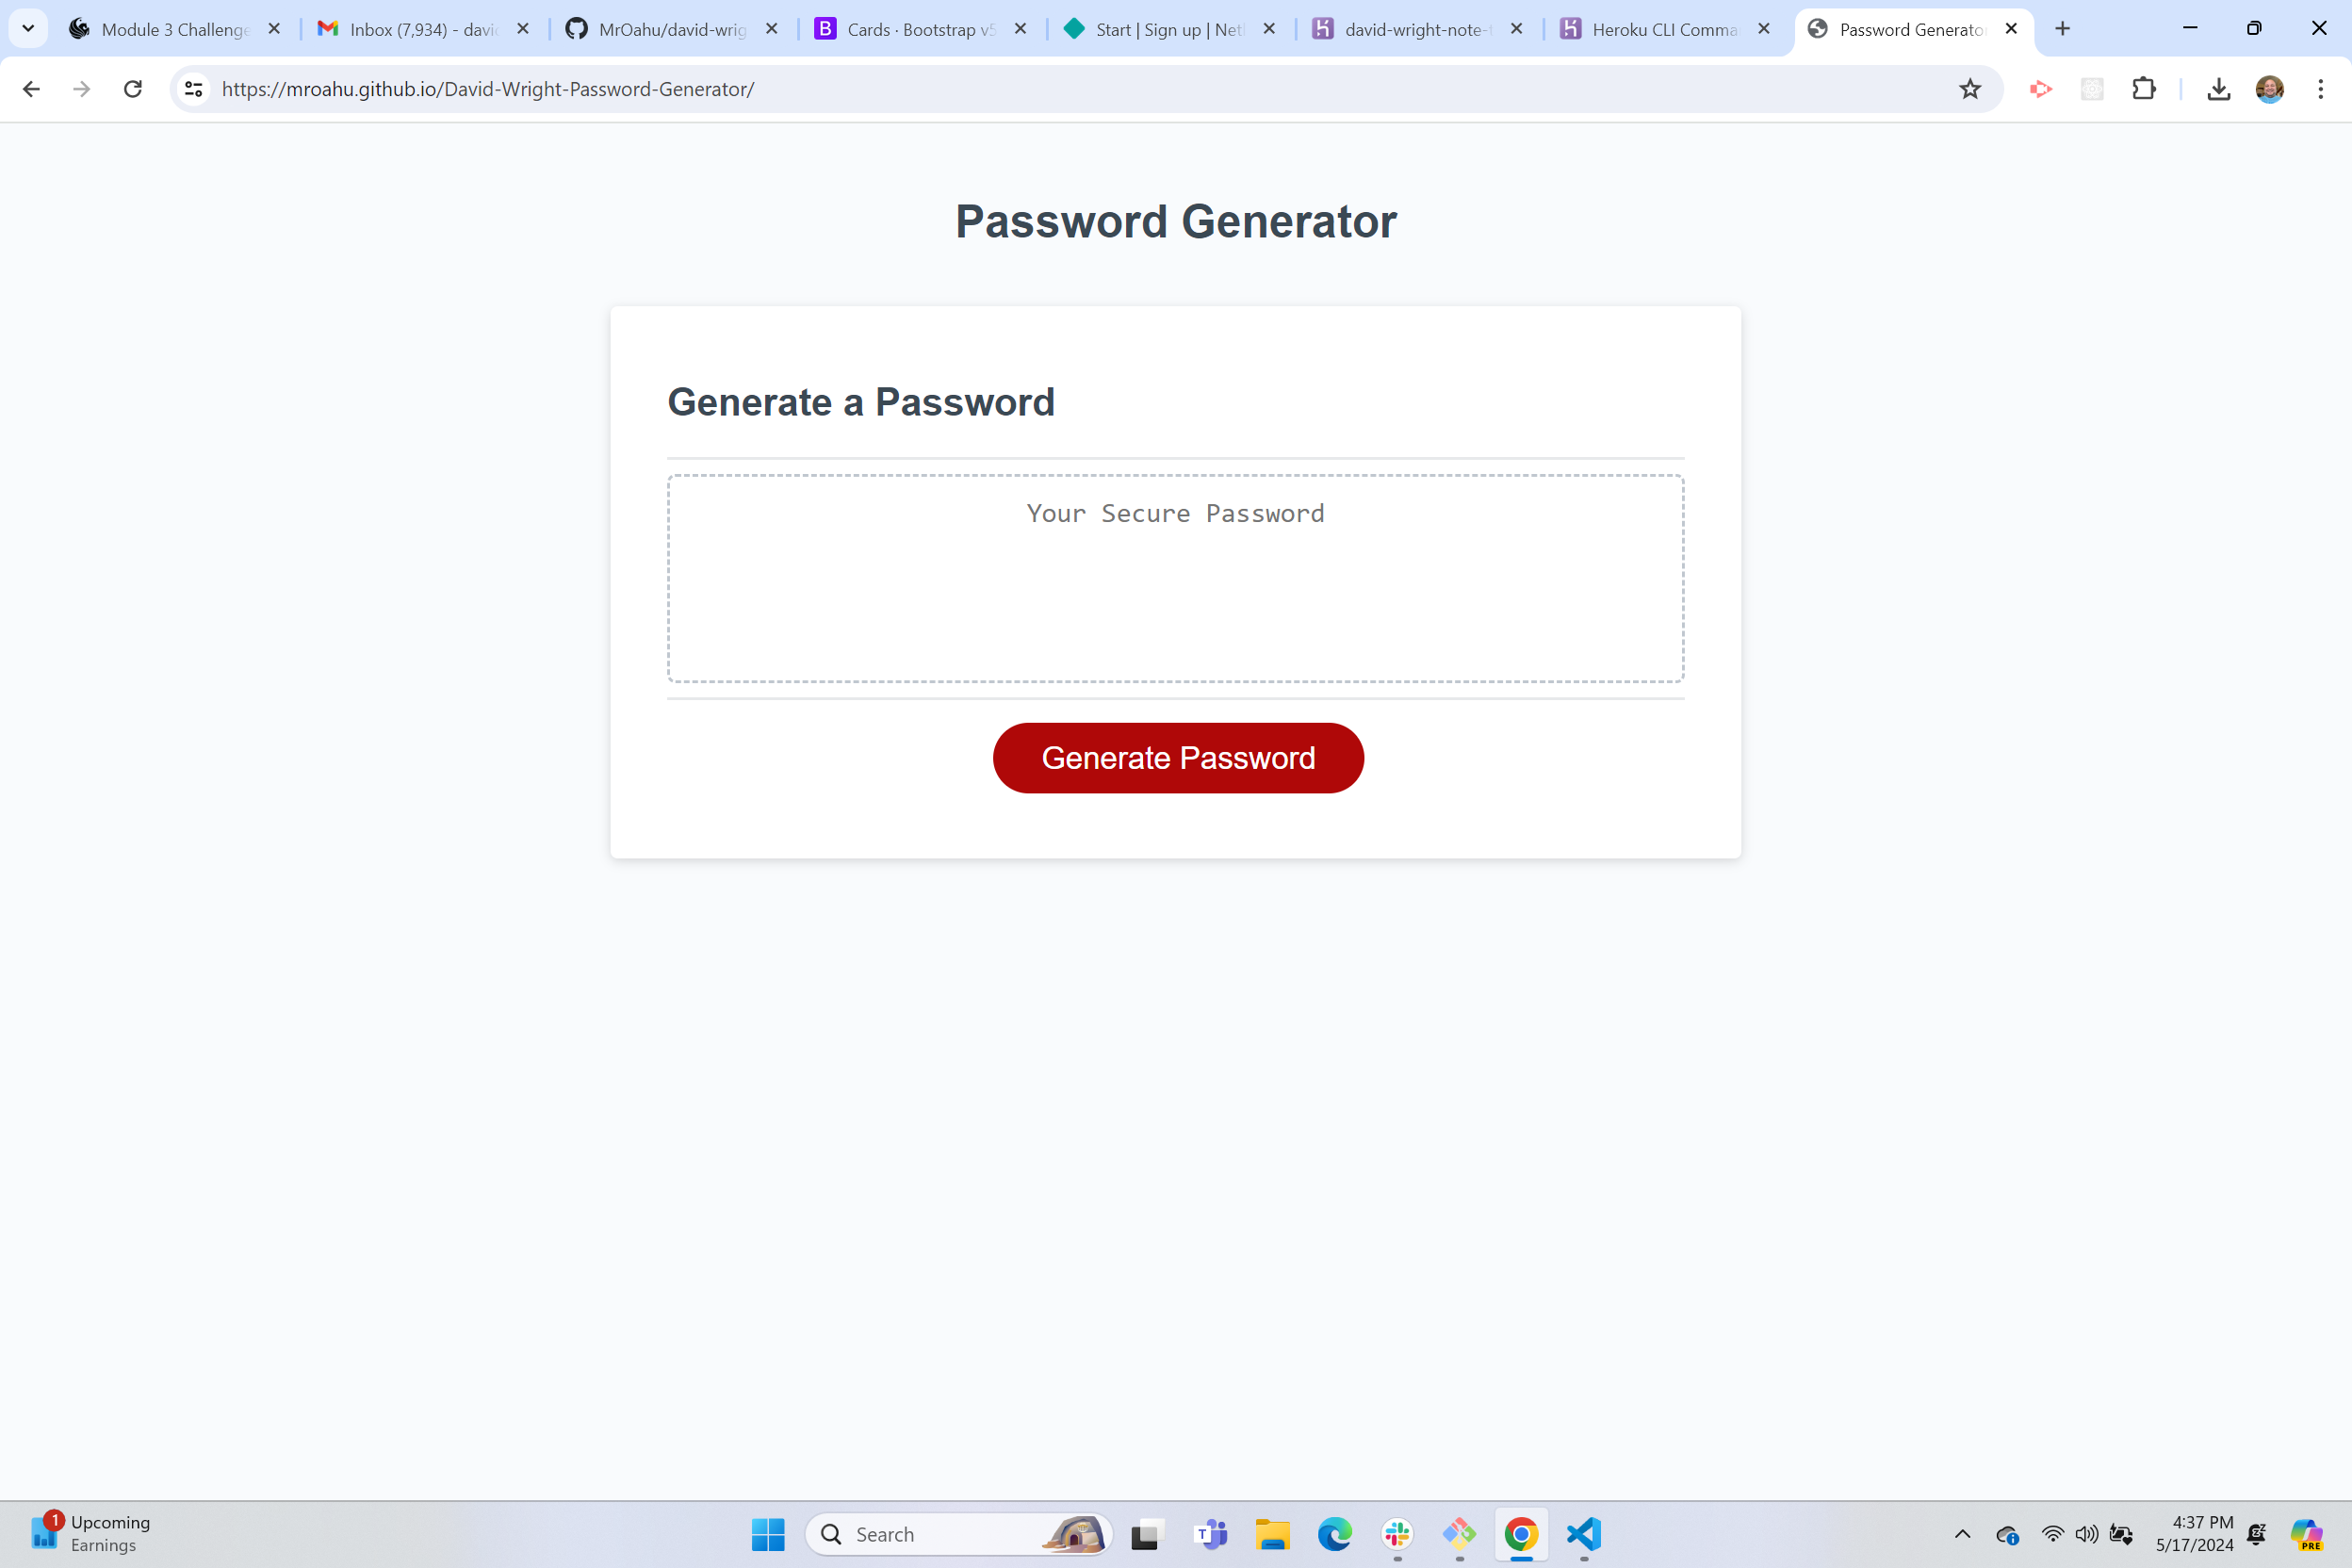 Module 3 Challenge
Inbox (7,934) - davi
MrOahu/david-wrig
B
Cards · Bootstrap v5
Start | Sign up | Net
david-wright-note-t
Heroku CLI Comma
Password Generator
https://mroahu.github.io/David-Wright-Password-Generator/
Password Generator
Generate a Password
Your Secure Password
Generate Password
1
Upcoming
Earnings
Search
T
PRE
4:37 PM
5/17/2024